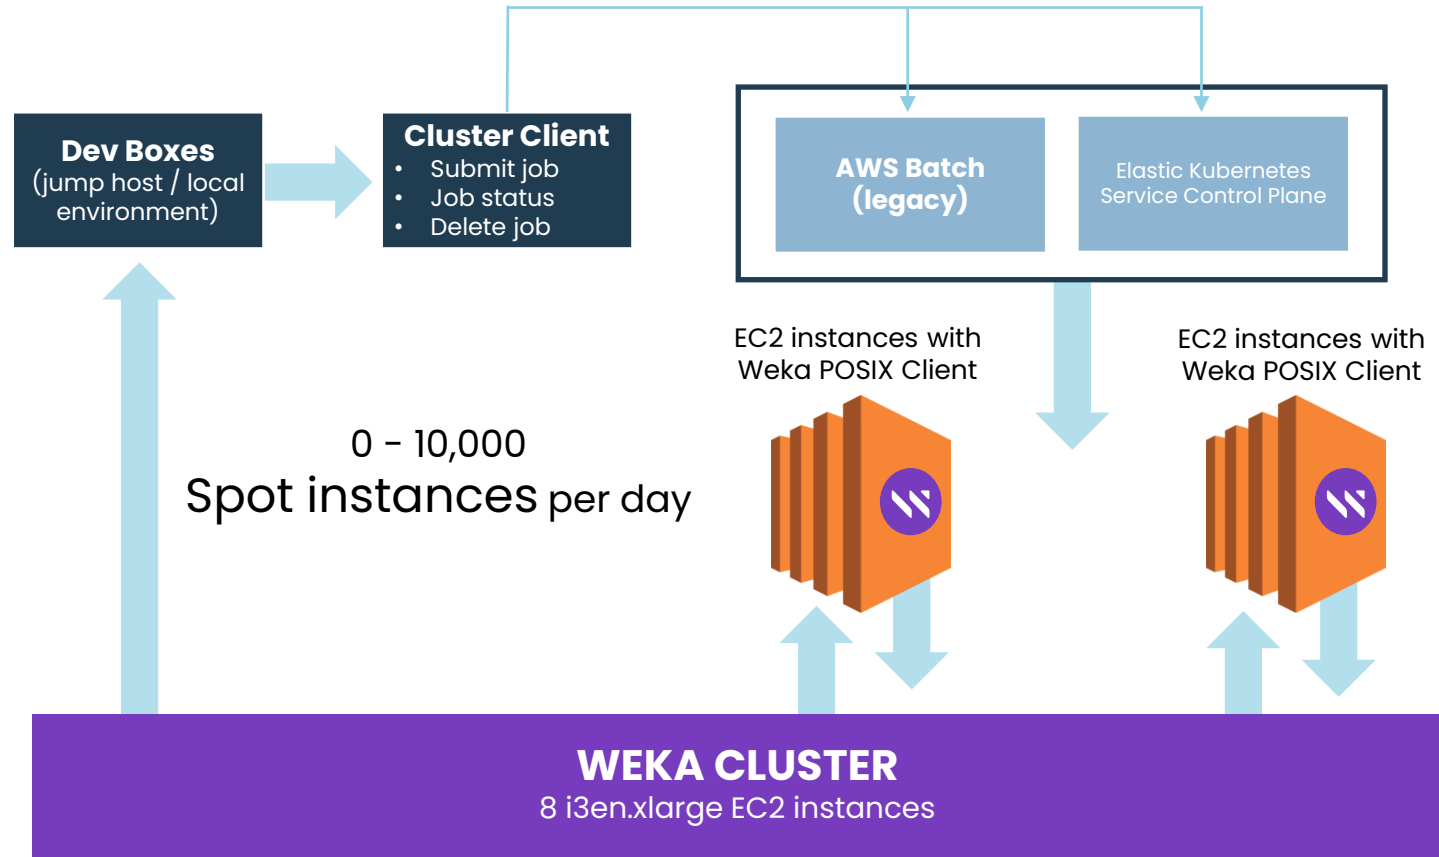 Dev Boxes
(jump host / local
environment)
Cluster Client
• Submit job
• Job status
• Delete job
AWS Batch
(legacy)
Elastic Kubernetes
Service Control Plane
EC2 instances with
Weka POSIX Client
EC2 instances with
Weka POSIX Client
0 - 10,000
Spot instances per day
WEKA CLUSTER
8 i3en.xlarge EC2 instances